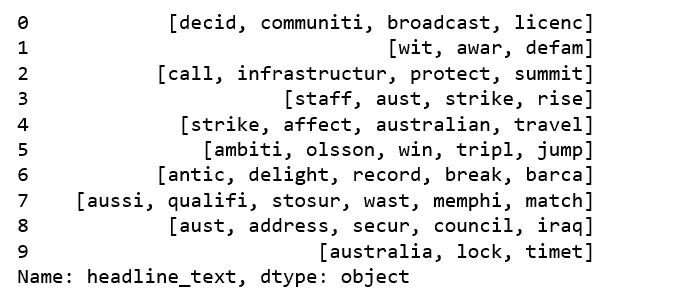 0 [decid, communiti, broadcast, licenc]
1 [wit, awar, defam]
2 [call, infrastructur, protect, summit]
3 [staff, aust, strike, rise]
4 [strike, affect, australian, travel]
5 [ambiti, olsson, win, tripl, jump]
6 [antic, delight, record, break, barca]
7 [aussi, qualifi, stosur, wast, memphi, match]
8 [aust, address, secur, council, iraq]
9 [australia, lock, timet]
Name: headline_text, dtype: object